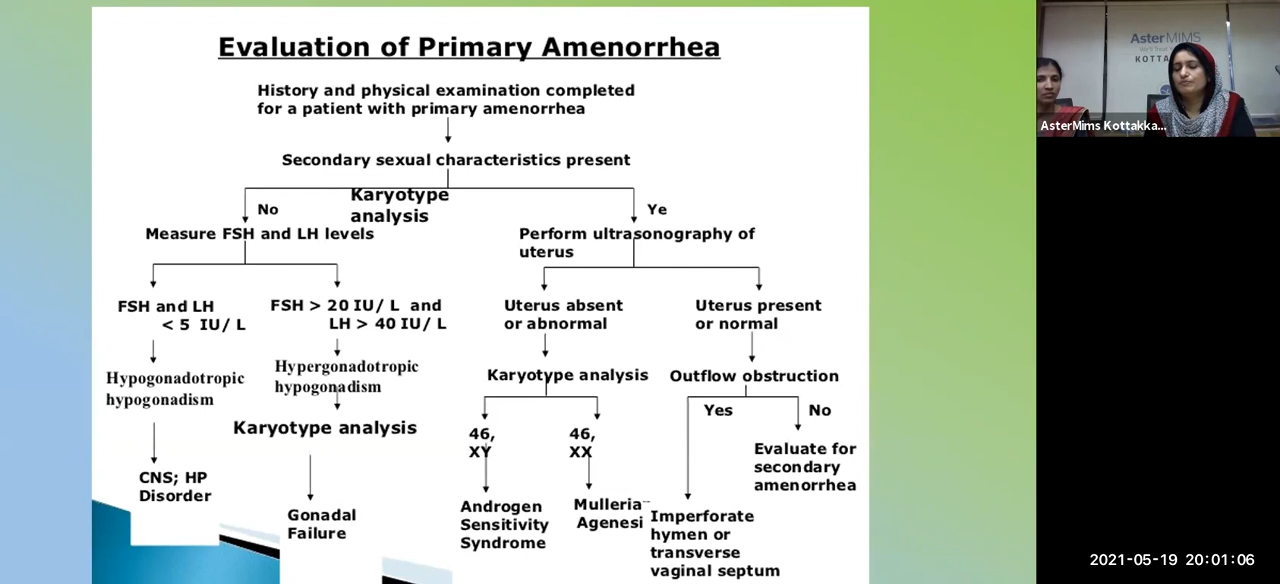 Evaluation of Primary Amenorrhea
History and physical examination completed
for a patient with primary amenorrhea
Secondary sexual characteristics present
Karyotype
analysis
No
Ye
Measure FSH and LH levels
Perform ultrasonography of
uterus
FSH and LH
< 5 IU/ L
FSH > 20 IU/ L and
LH > 40 IU/ L
Uterus absent
or abnormal
Uterus present
or normal
Hypogonadotropic
hypogonadism
Hypergonadotropic
hypogonadism
Karyotype analysis
Outflow obstruction
Karyotype analysis
Yes
No
46,
XY
46,
XX
Evaluate for
secondary
amenorrhea
CNS; HP
Disorder
Gonadal
Failure
Androgen
Sensitivity
Syndrome
Mulleria
Agenesi
Imperforate
hymen or
transverse
vaginal septum
AsterMIMS
KOTTA
AsterMims Kottakka...
2021-05-19 20:01:06